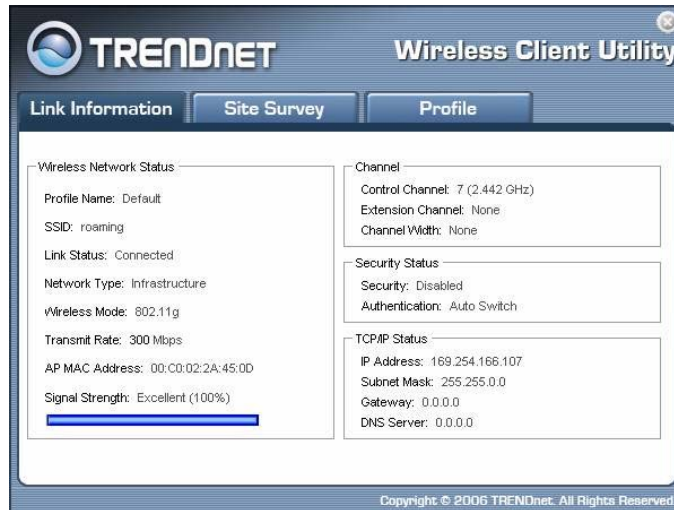 TRENDnet
Wireless Client Utility
Link Information
Site Survey
Profile
Wireless Network Status
Profile Name: Default
SSID: roaming
Link Status: Connected
Network Type: Infrastructure
Wireless Mode: 802.11g
Transmit Rate: 300 Mbps
AP MAC Address: 00:C0:02:2A:45:0D
Signal Strength: Excellent (100%)
Channel
Control Channel: 7 (2.442 GHz)
Extension Channel: None
Channel Width: None
Security Status
Security: Disabled
Authentication: Auto Switch
TCP/IP Status
IP Address: 169.254.166.107
Subnet Mask: 255.255.0.0
Gateway: 0.0.0.0
DNS Server: 0.0.0.0
Copyright © 2006 TRENDnet. All Rights Reserved